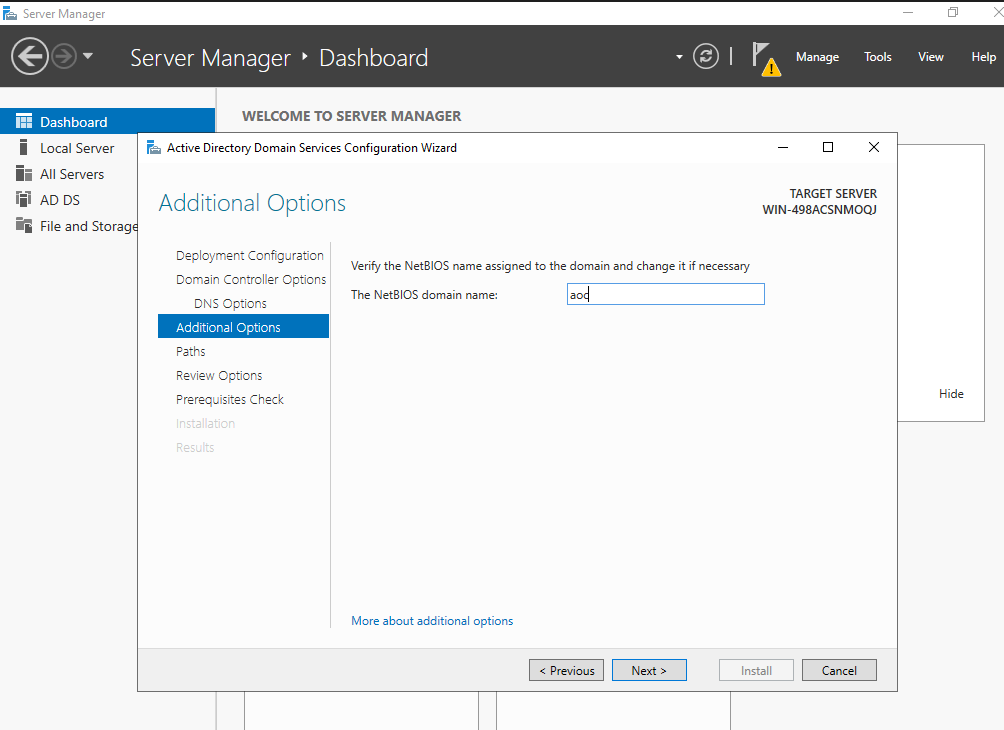 Server Manager
Server Manager ‣ Dashboard
Manage Tools View Help
Dashboard
Local Server
All Servers
AD DS
File and Storage
WELCOME TO SERVER MANAGER
Active Directory Domain Services Configuration Wizard
Additional Options
TARGET SERVER
WIN-498ACSNMOQJ
Deployment Configuration
Domain Controller Options
DNS Options
Additional Options
Paths
Review Options
Prerequisites Check
Installation
Results
Verify the NetBIOS name assigned to the domain and change it if necessary
The NetBIOS domain name: aoc
More about additional options
Hide
< Previous Next > Install Cancel